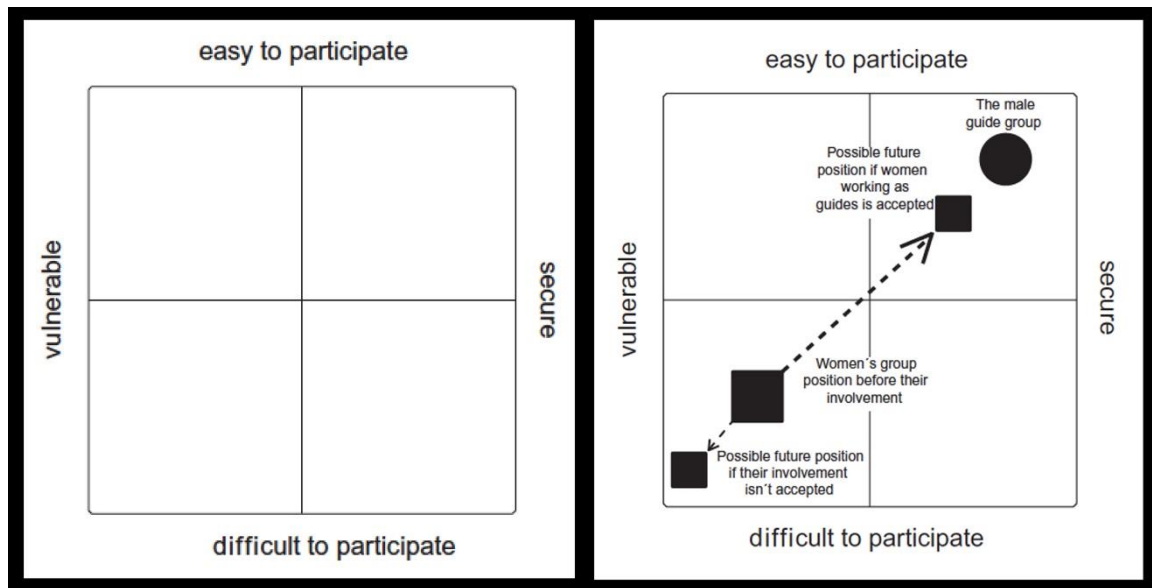 easy to participate
vulnerable
secure
difficult to participate
easy to participate
The male
guide group
Possible future
position if women
working as
guides is accepted
vulnerable
secure
Women´s group
position before their
involvement
Possible future position
if their involvement
isn´t accepted
difficult to participate